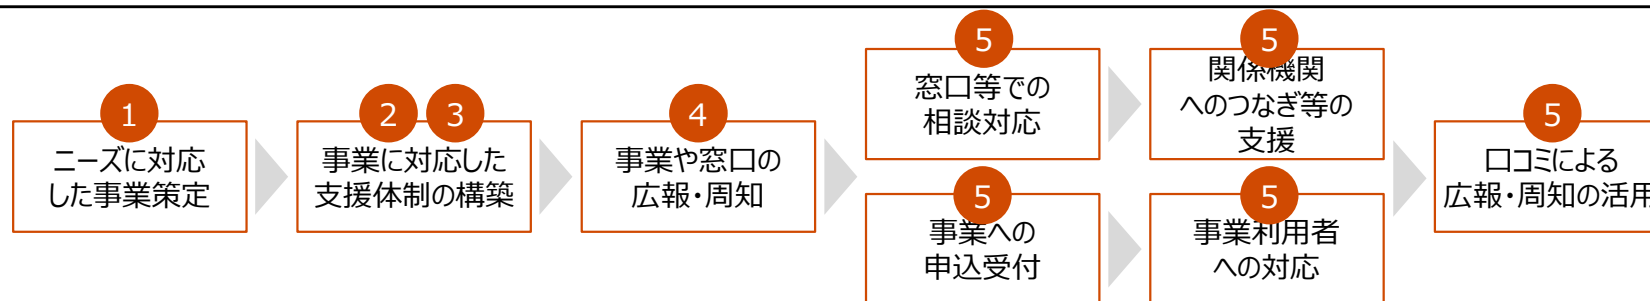 1
ニーズに対応
した事業策定
2 3
事業に対応した
支援体制の構築
4
事業や窓口の
広報・周知
5
窓口等での
相談対応
5
関係機関
へのつなぎ等の
支援
5
事業への
申込受付
5
事業利用者
への対応
5
口コミによる
広報・周知の活用